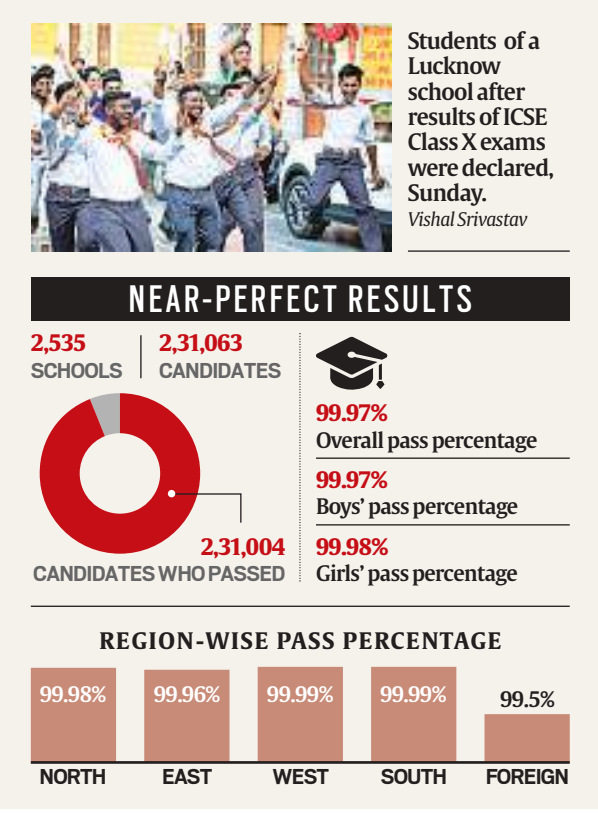 Students of a
Lucknow
school after
results of ICSE
Class X exams
were declared,
Sunday.
Vishal Srivastav
NEAR-PERFECT RESULTS
2,535
SCHOOLS
2,31,063
CANDIDATES
2,31,004
CANDIDATES WHO PASSED
99.97%
Overall pass percentage
99.97%
Boys’ pass percentage
99.98%
Girls’ pass percentage
REGION-WISE PASS PERCENTAGE
99.98%
99.96%
99.99%
99.99%
99.5%
NORTH
EAST
WEST
SOUTH
FOREIGN